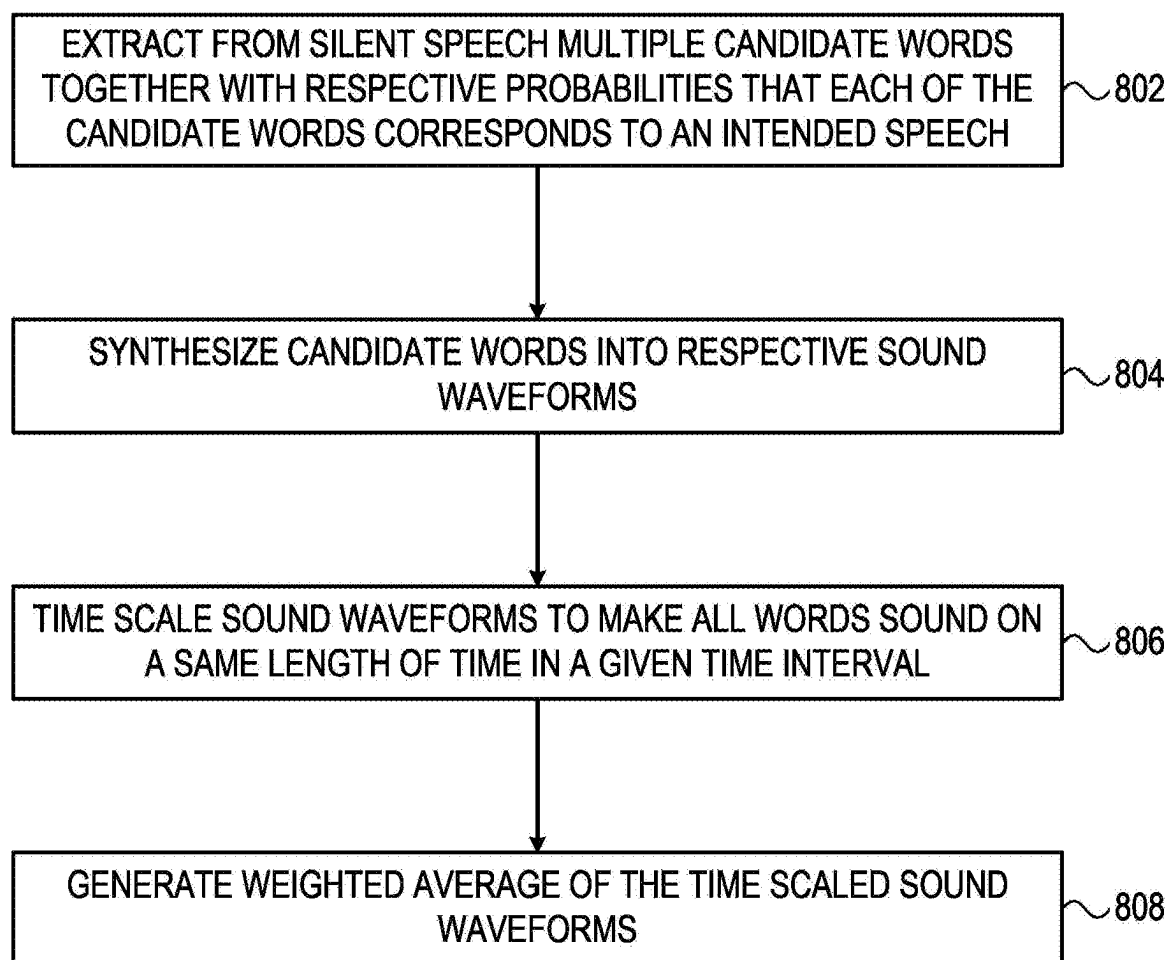 EXTRACT FROM SILENT SPEECH MULTIPLE CANDIDATE WORDS
TOGETHER WITH RESPECTIVE PROBABILITIES THAT EACH OF THE
CANDIDATE WORDS CORRESPONDS TO AN INTENDED SPEECH
802
SYNTHESIZE CANDIDATE WORDS INTO RESPECTIVE SOUND
WAVEFORMS
804
TIME SCALE SOUND WAVEFORMS TO MAKE ALL WORDS SOUND ON
A SAME LENGTH OF TIME IN A GIVEN TIME INTERVAL
806
GENERATE WEIGHTED AVERAGE OF THE TIME SCALED SOUND
WAVEFORMS
808